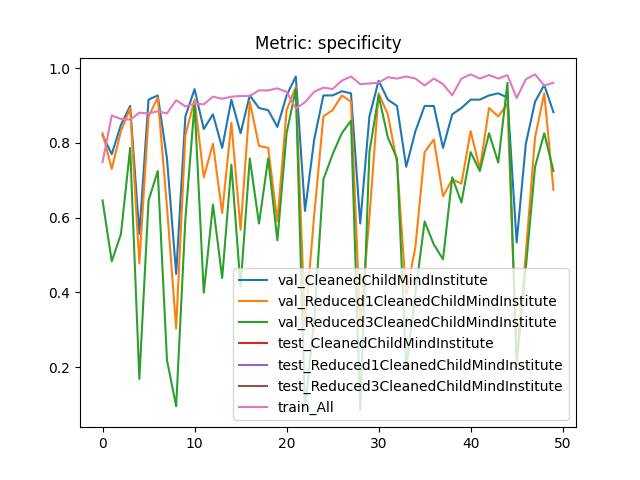 Metric: specificity
1.0
0.8
0.6
0.4
0.2
0
10
20
30
40
50
val_CleanedChildMindInstitute
val_Reduced1CleanedChildMindInstitute
val_Reduced3CleanedChildMindInstitute
test_CleanedChildMindInstitute
test_Reduced1CleanedChildMindInstitute
test_Reduced3CleanedChildMindInstitute
train_All